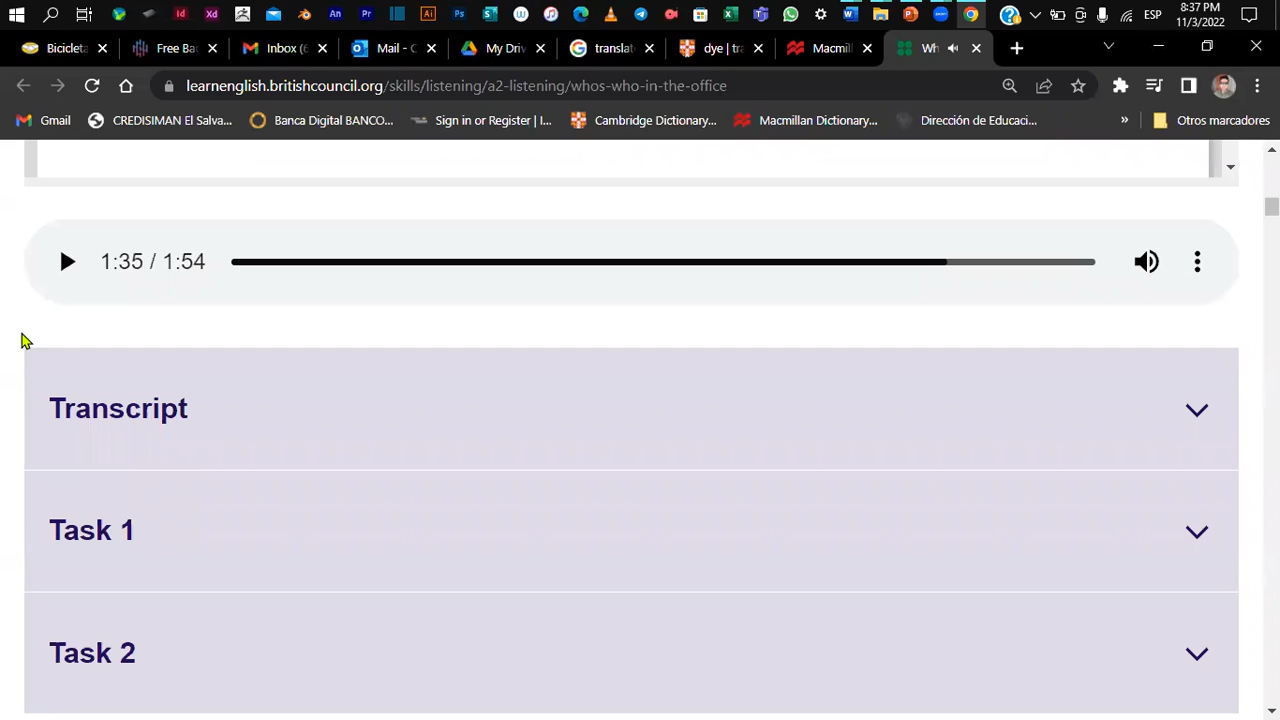 8:37 PM
ESP
11/3/2022
Bicicleta
Free Ba
Inbox (6
Mail - C
My Driv
translat
dye | tra
Macmil
Wh
learnenglish.britishcouncil.org/skills/listening/a2-listening/whos-who-in-the-office
Gmail
CREDISIMAN El Salva...
Banca Digital BANCO...
Sign in or Register | I...
Cambridge Dictionary...
Macmillan Dictionary...
Dirección de Educaci...
»
Otros marcadores
1:35 / 1:54
Transcript
Task 1
Task 2